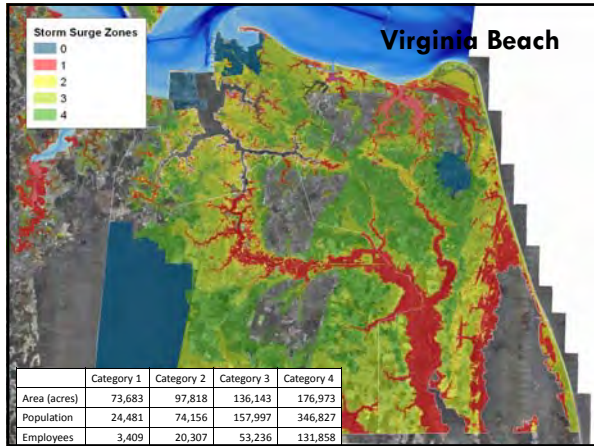 Virginia Beach
Storm Surge Zones
0
1
2
3
4
Category 1 Category 2 Category 3 Category 4
Area (acres) 73,683 97,818 136,143 176,973
Population 24,481 74,156 157,997 346,827
Employees 3,409 20,307 53,236 131,858